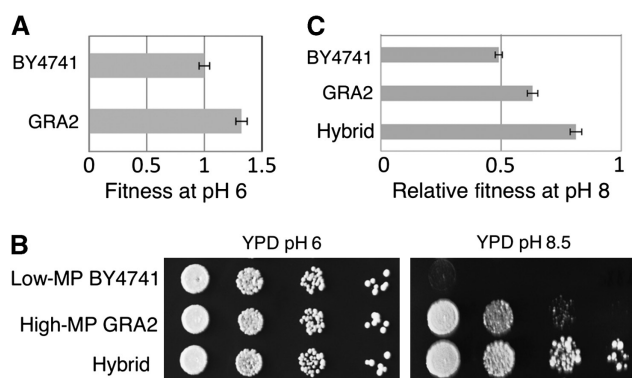 A
BY4741
GRA2
0 0.5 1 1.5
Fitness at pH 6
C
BY4741
GRA2
Hybrid
0 0.5 1
Relative fitness at pH 8
B
YPD pH 6 YPD pH 8.5
Low-MP BY4741
High-MP GRA2
Hybrid